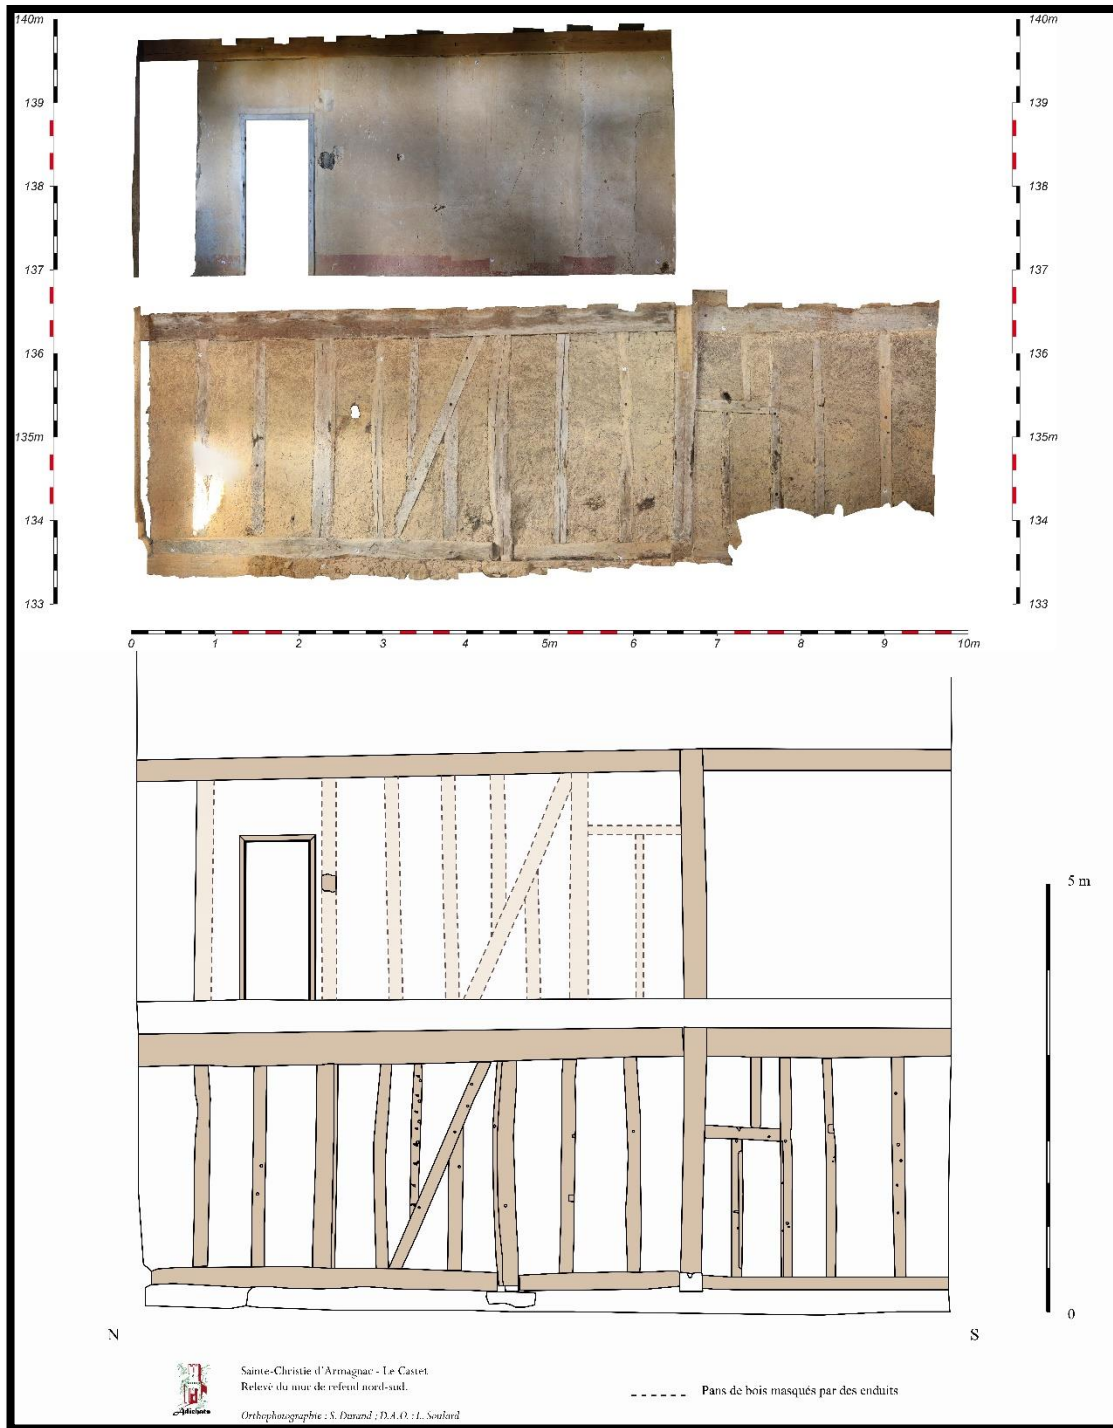 140m
140m
139
139
138
138
137
137
136
136
135m
135m
134
134
133
133
0 1 2 3 4 5m 6 7 8 9 10m
5 m
0
N S
Sainte-Christie d'Armagnac - Le Castet.
Relevé du mur de refend nord-sud.
Pans de bois masqués par des enduits
Adichats
Orthophotographie : S. Durand ; D.A.O. : L. Soulard